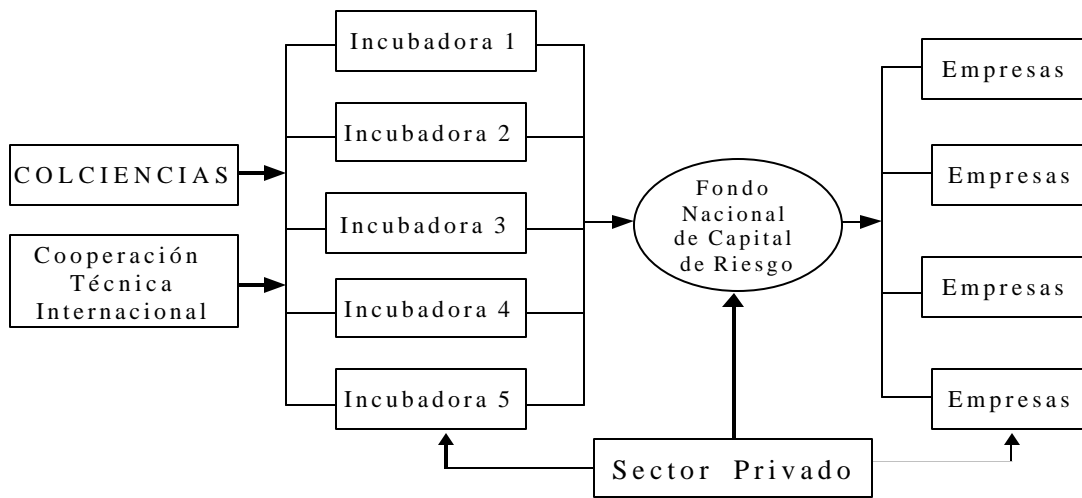 COLCIENCIAS
Cooperación
Técnica
Internacional
Incubadora 1
Incubadora 2
Incubadora 3
Incubadora 4
Incubadora 5
Fondo
Nacional
de Capital
de Riesgo
Empresas
Empresas
Empresas
Empresas
Sector Privado